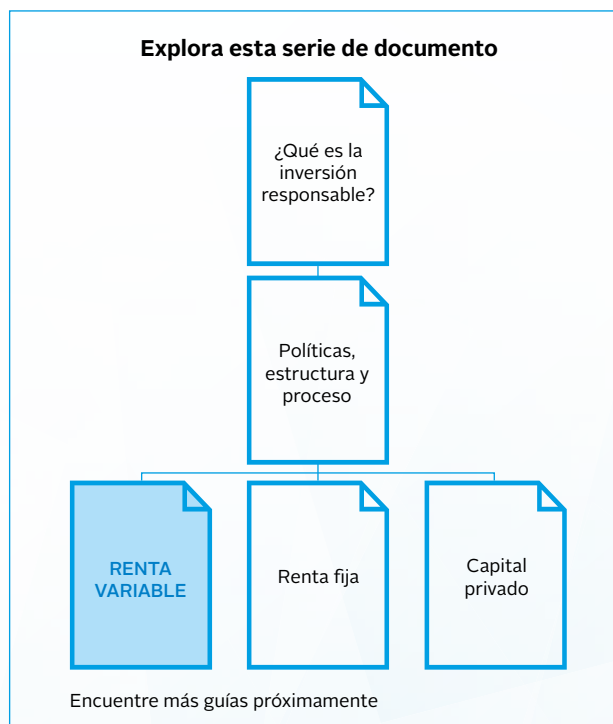 Explora esta serie de documento
¿Qué es la
inversión
responsable?
Políticas,
estructura y
proceso
RENTA
VARIABLE
Renta fija
Capital
privado
Encuentre más guías próximamente